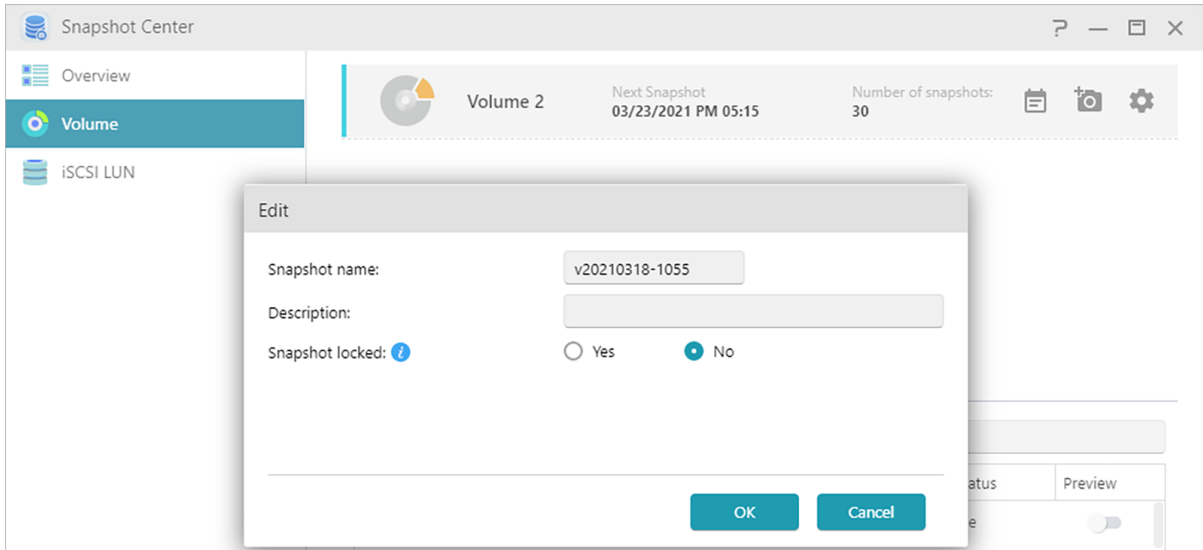 Snapshot Center
Overview
Volume
iSCSI LUN
Volume 2
Next Snapshot
03/23/2021 PM 05:15
Number of snapshots:
30
Edit
Snapshot name:
v20210318-1055
Description:
Snapshot locked:
Yes
No
OK
Cancel
atus
Preview
e